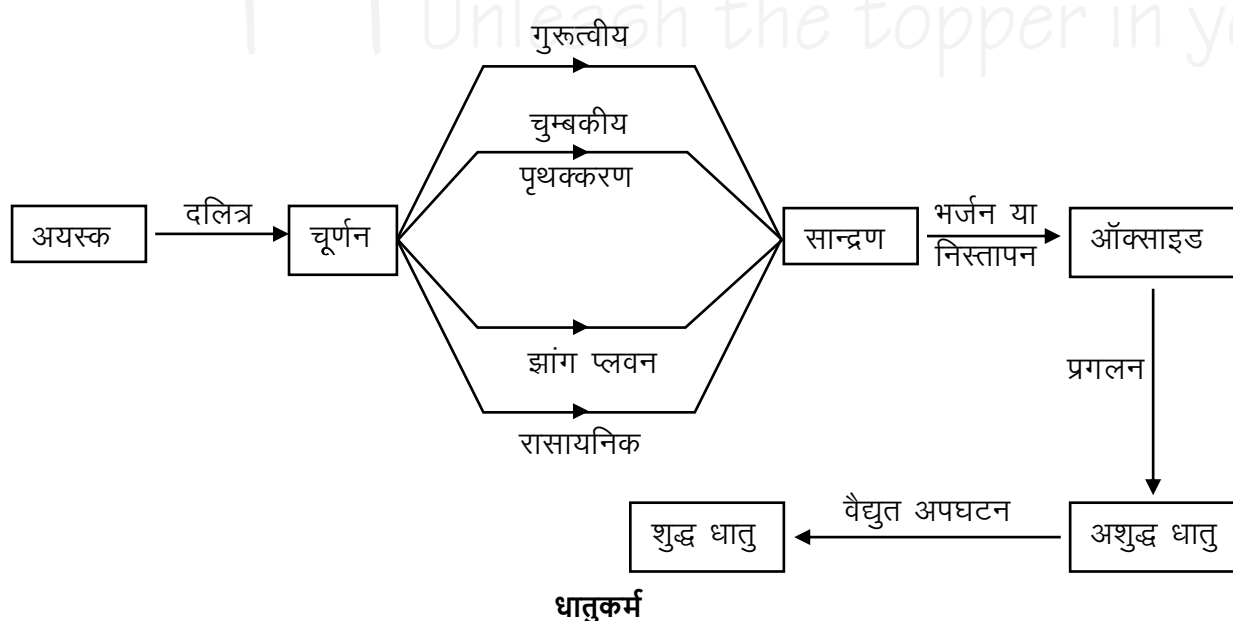 Unleash the topper in yo
गुरूत्वीय
चुम्बकीय
पृथक्करण
अयस्क
दलित्र
चूर्णन
सान्द्रण
भर्जन या
निस्तापन
ऑक्साइड
झांग प्लवन
रासायनिक
प्रगलन
शुद्ध धातु
वैद्युत अपघटन
अशुद्ध धातु
धातुकर्म